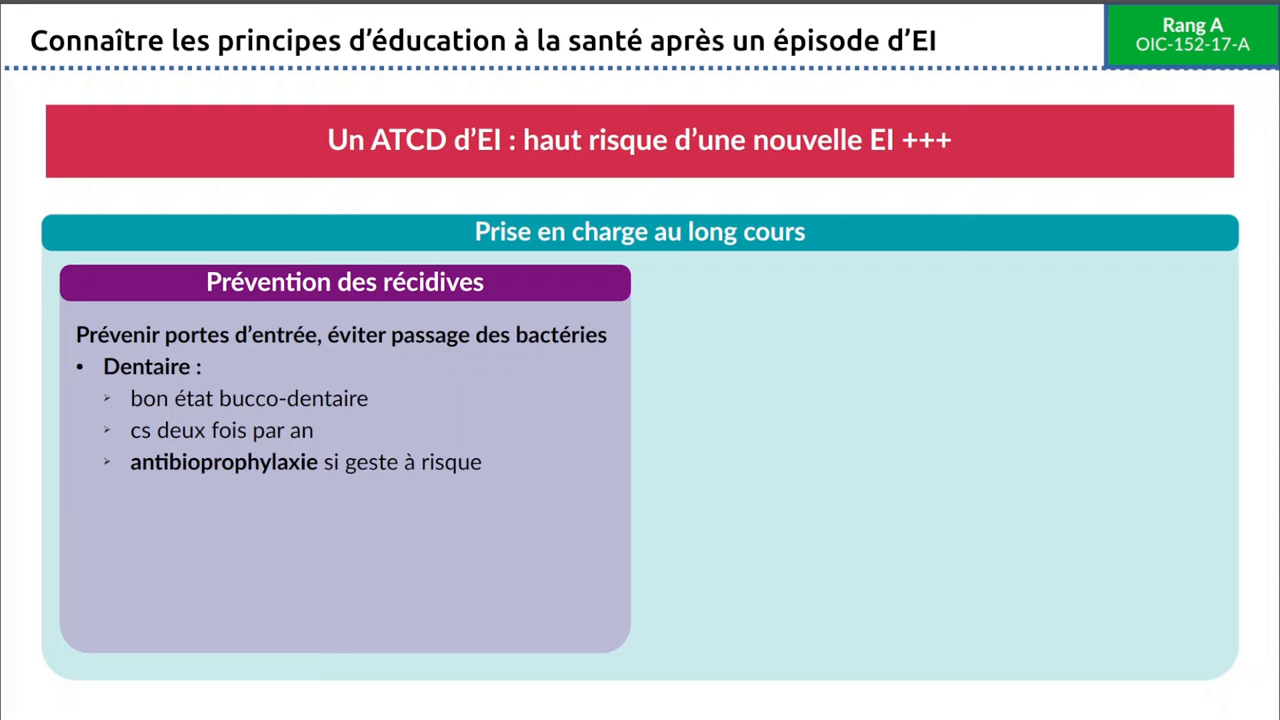 Connaître les principes d’éducation à la santé après un épisode d’EI
Rang A
OIC-152-17-A
Un ATCD d’EI : haut risque d’une nouvelle EI +++
Prise en charge au long cours
Prévention des récidives
Prévenir portes d’entrée, éviter passage des bactéries
• Dentaire :
➢ bon état bucco-dentaire
➢ cs deux fois par an
➢ antibioprophylaxie si geste à risque